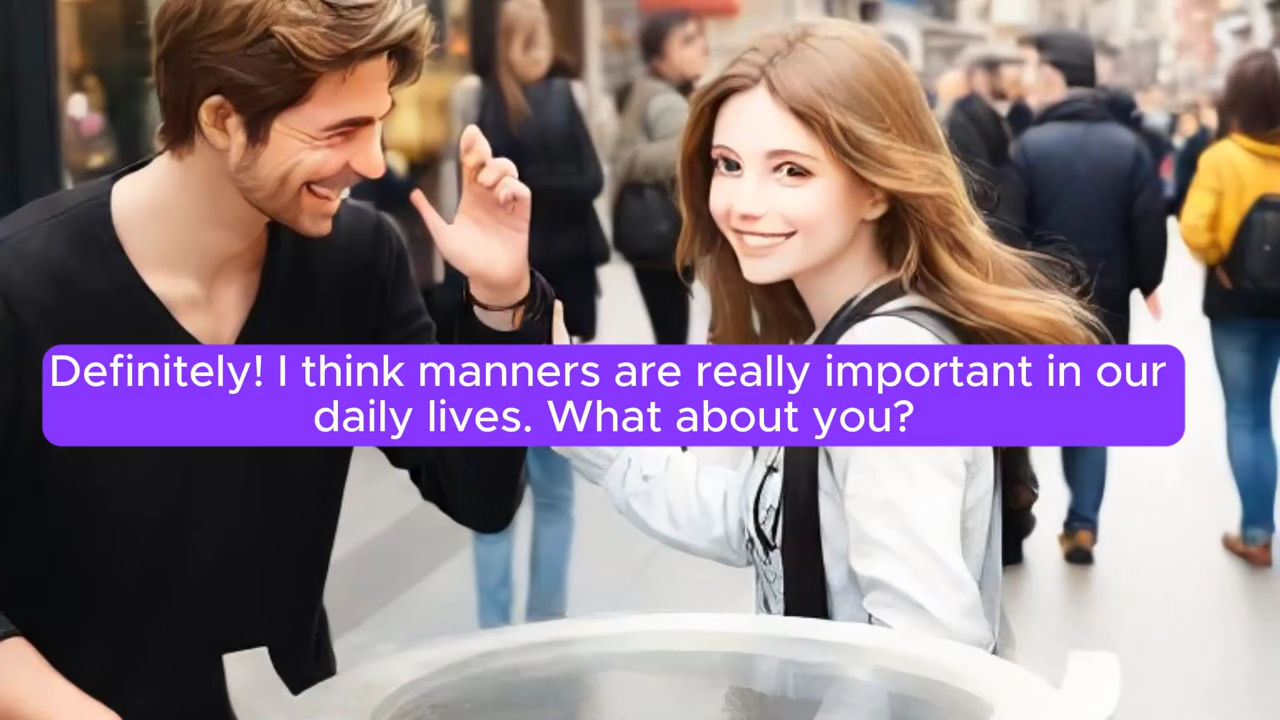 Definitely! I think manners are really important in our
daily lives. What about you?